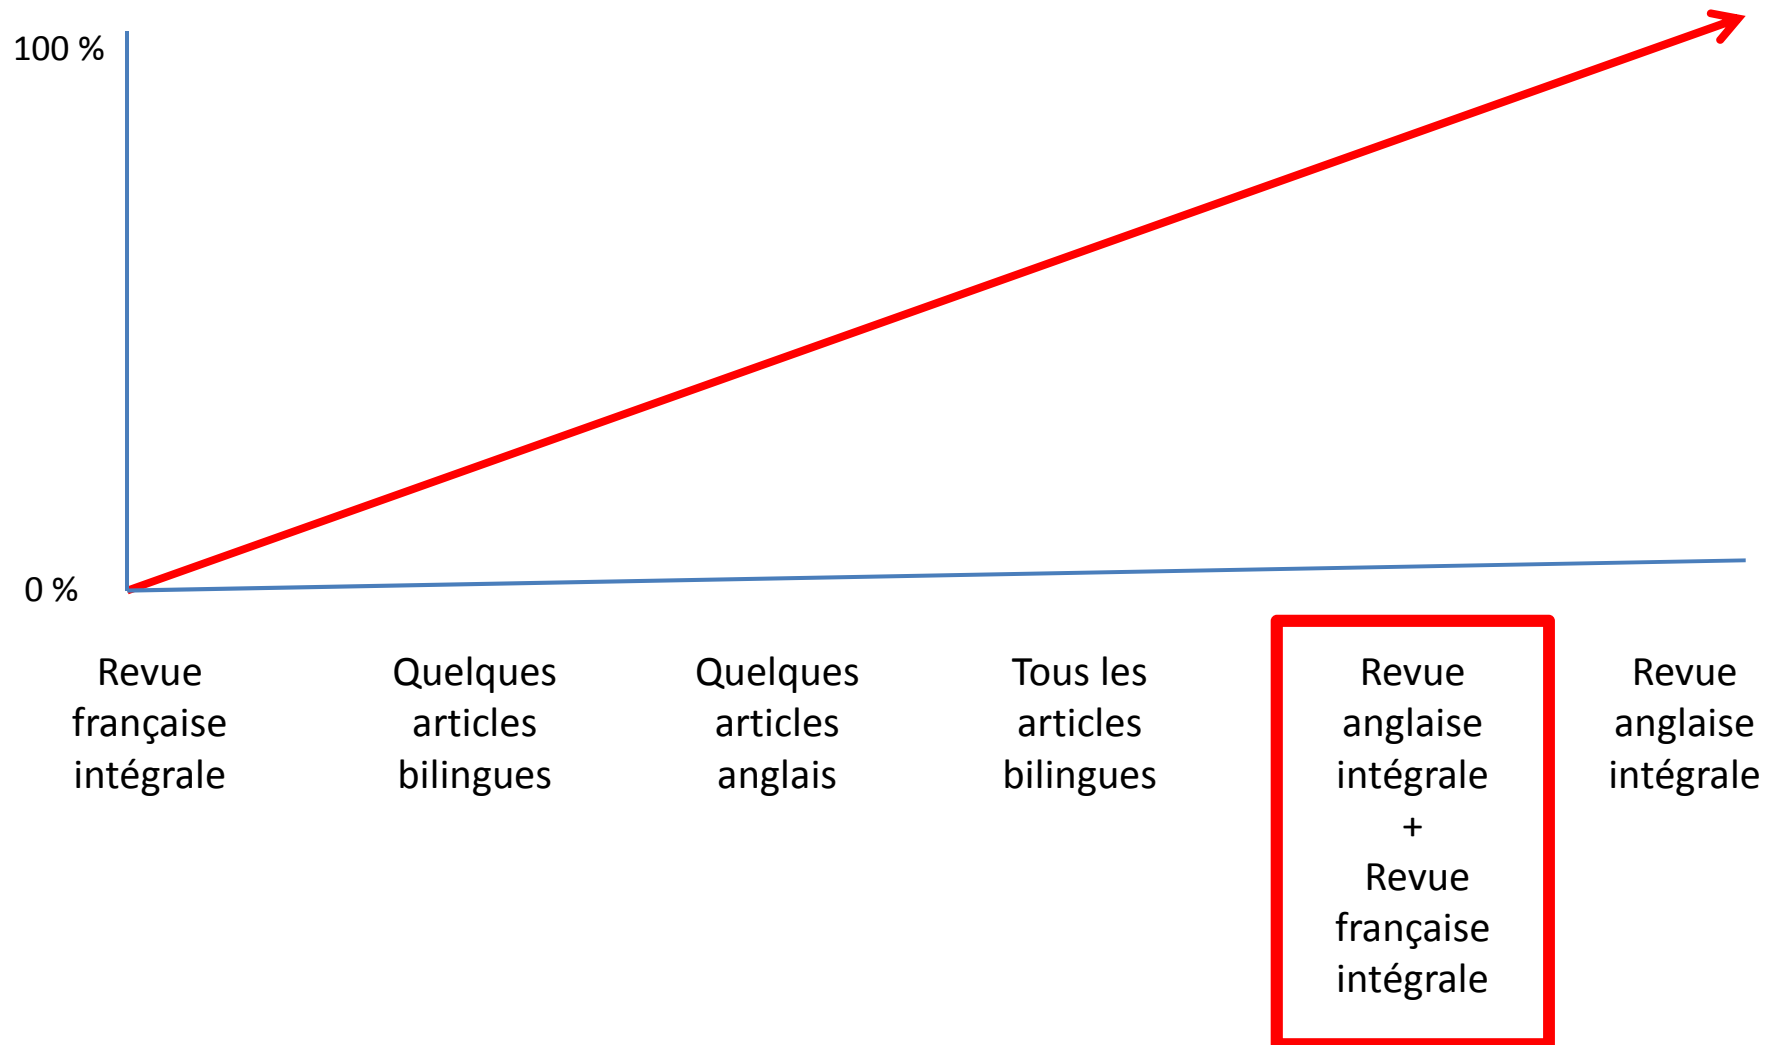 100 %
0 %
Revue
française
intégrale
Quelques
articles
bilingues
Quelques
articles
anglais
Tous les
articles
bilingues
Revue
anglaise
intégrale
+
Revue
française
intégrale
Revue
anglaise
intégrale